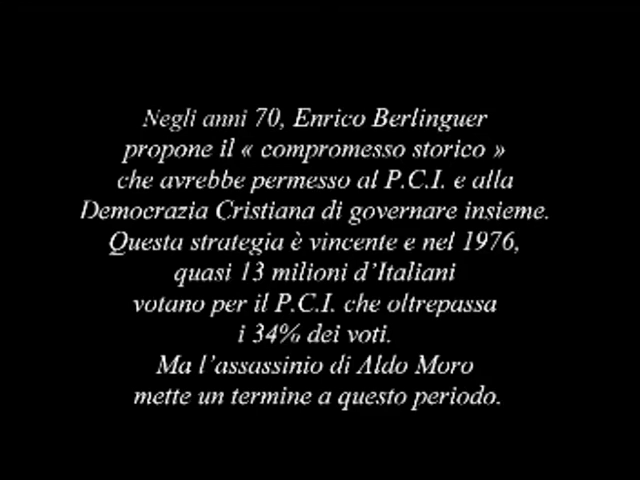 Negli anni 70, Enrico Berlinguer
propone il « compromesso storico »
che avrebbe permesso al P.C.I. e alla
Democrazia Cristiana di governare insieme.
Questa strategia è vincente e nel 1976,
quasi 13 milioni d’Italiani
votano per il P.C.I. che oltrepassa
i 34% dei voti.
Ma l’assassinio di Aldo Moro
mette un termine a questo periodo.